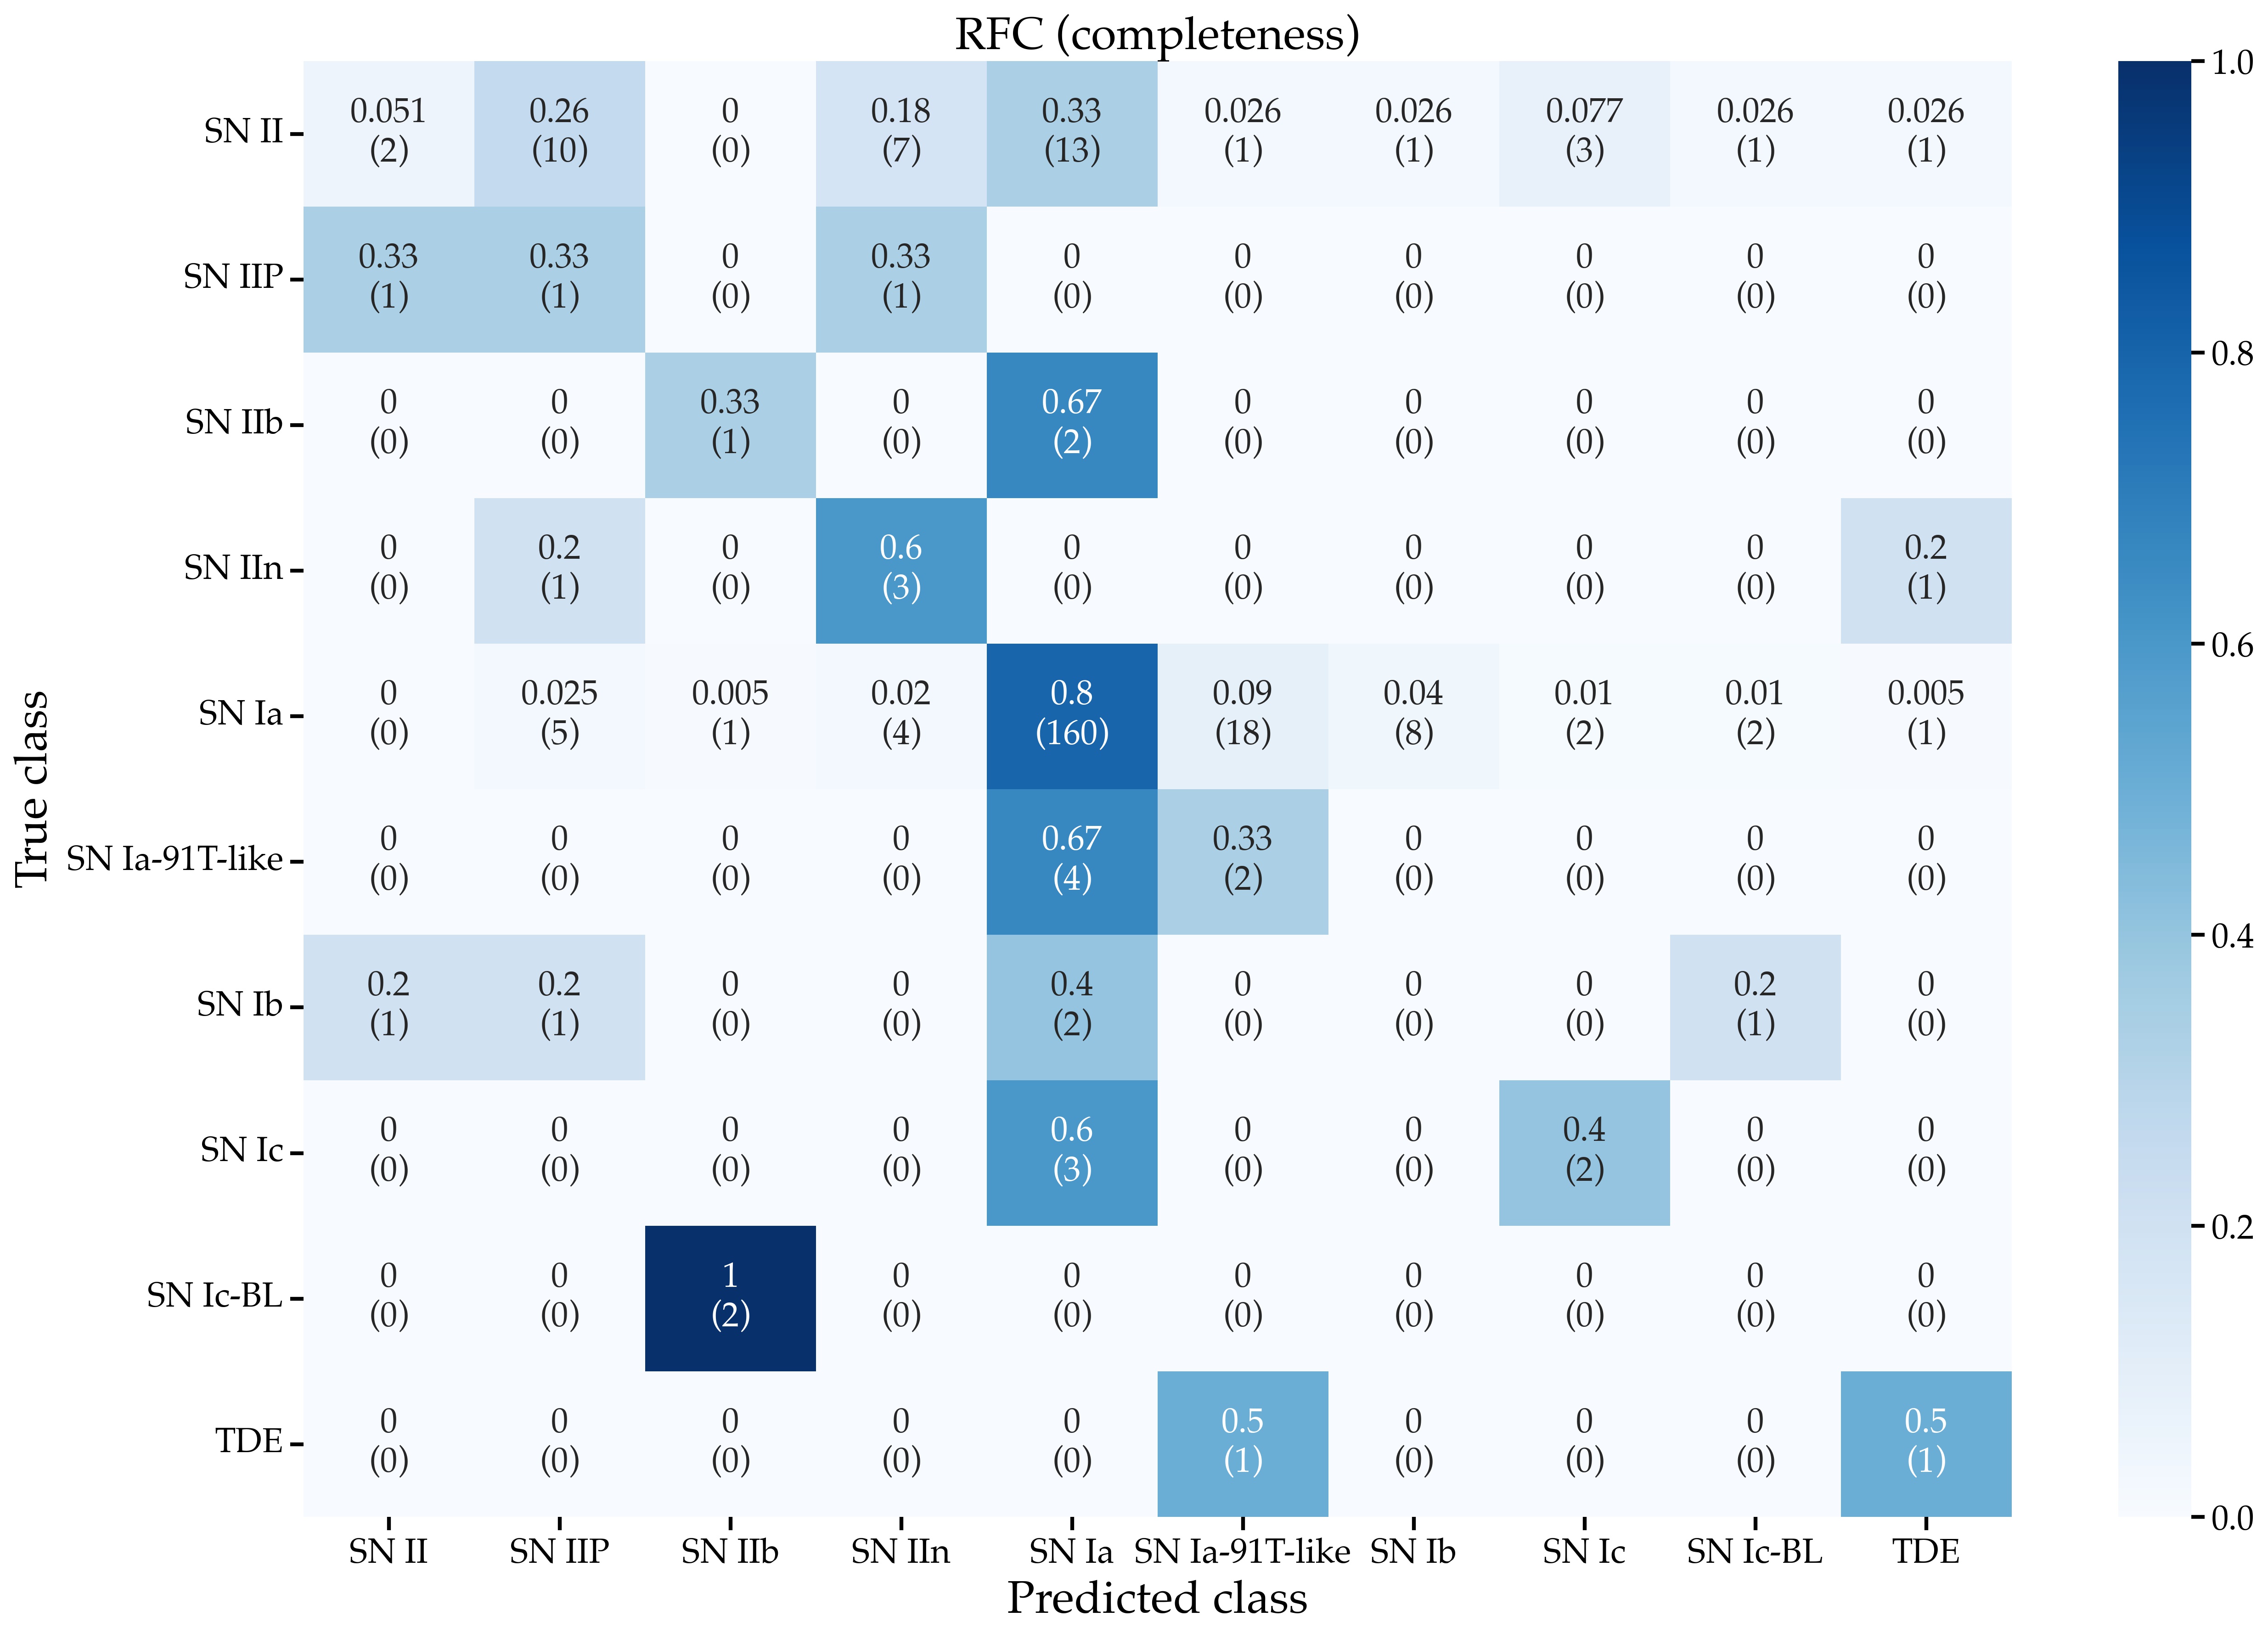 RFC (completeness)
SN II 0.051 0.26 0 0.18 0.33 0.026 0.026 0.077 0.026 0.026
(2) (10) (0) (7) (13) (1) (1) (3) (1) (1)
SN IIP 0.33 0.33 0 0.33 0 0 0 0 0 0
(1) (1) (0) (1) (0) (0) (0) (0) (0) (0)
SN IIb 0 0 0.33 0 0.67 0 0 0 0 0
(0) (0) (1) (0) (2) (0) (0) (0) (0) (0)
SN IIn 0 0.2 0 0.6 0 0 0 0 0 0.2
(0) (1) (0) (3) (0) (0) (0) (0) (0) (1)
SN Ia 0 0.025 0.005 0.02 0.8 0.09 0.04 0.01 0.01 0.005
(0) (5) (1) (4) (160) (18) (8) (2) (2) (1)
SN Ia-91T-like 0 0 0 0 0.67 0.33 0 0 0 0
(0) (0) (0) (0) (4) (2) (0) (0) (0) (0)
SN Ib 0.2 0.2 0 0 0.4 0 0 0 0.2 0
(1) (1) (0) (0) (2) (0) (0) (0) (1) (0)
SN Ic 0 0 0 0 0.6 0 0 0.4 0 0
(0) (0) (0) (0) (3) (0) (0) (2) (0) (0)
SN Ic-BL 0 0 1 0 0 0 0 0 0 0
(0) (0) (2) (0) (0) (0) (0) (0) (0) (0)
TDE 0 0 0 0 0 0.5 0 0 0 0.5
(0) (0) (0) (0) (0) (1) (0) (0) (0) (1)
SN II SN IIP SN IIb SN IIn SN Ia SN Ia-91T-like SN Ib SN Ic SN Ic-BL TDE
Predicted class
True class
1.0
0.8
0.6
0.4
0.2
0.0